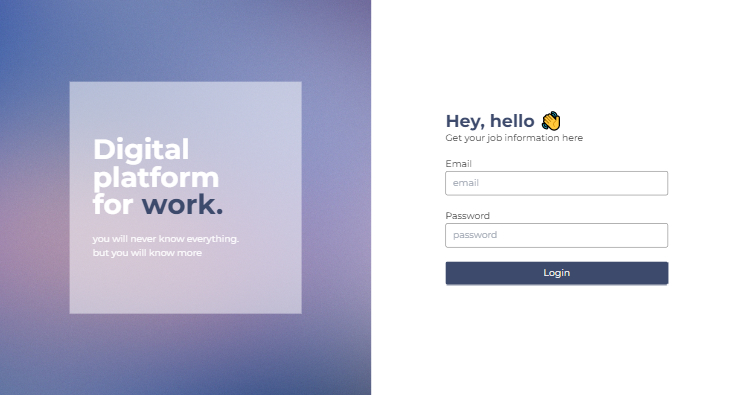 Digital
platform
for work.
you will never know everything.
but you will know more
Hey, hello 👋
Get your job information here
Email
email
Password
password
Login